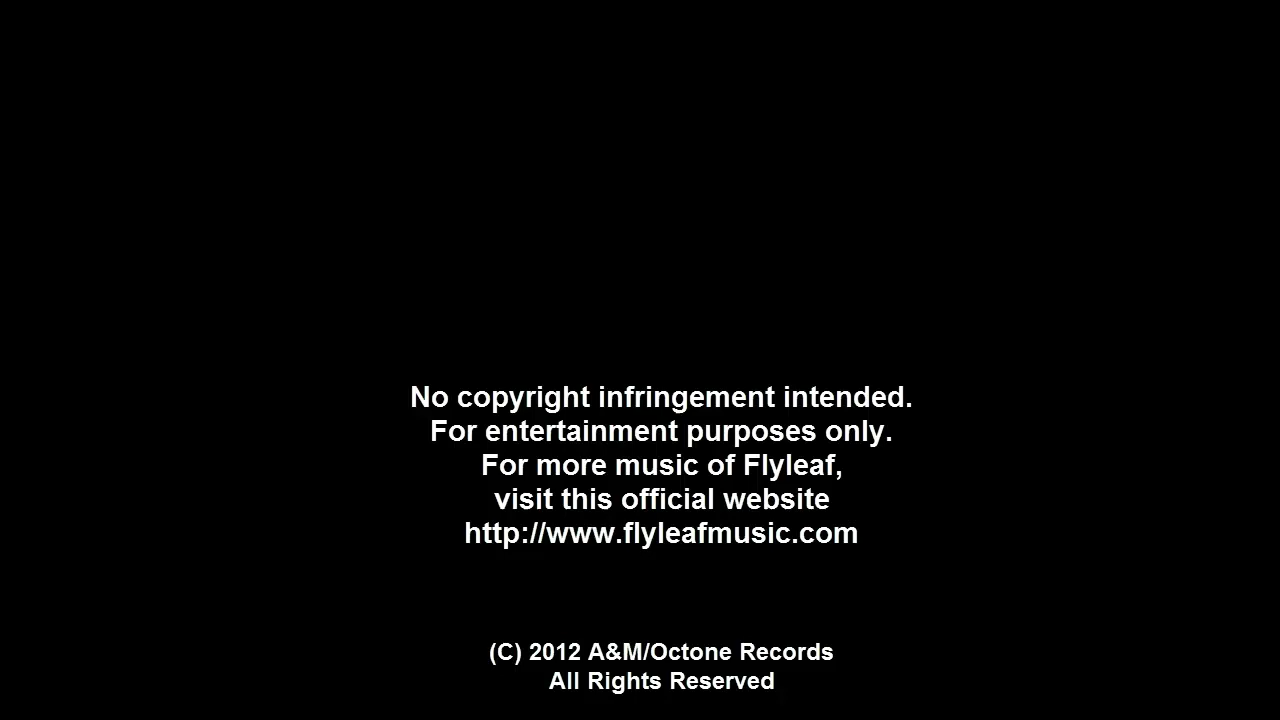 No copyright infringement intended.
For entertainment purposes only.
For more music of Flyleaf,
visit this official website
http://www.flyleafmusic.com
(C) 2012 A&M/Octone Records
All Rights Reserved